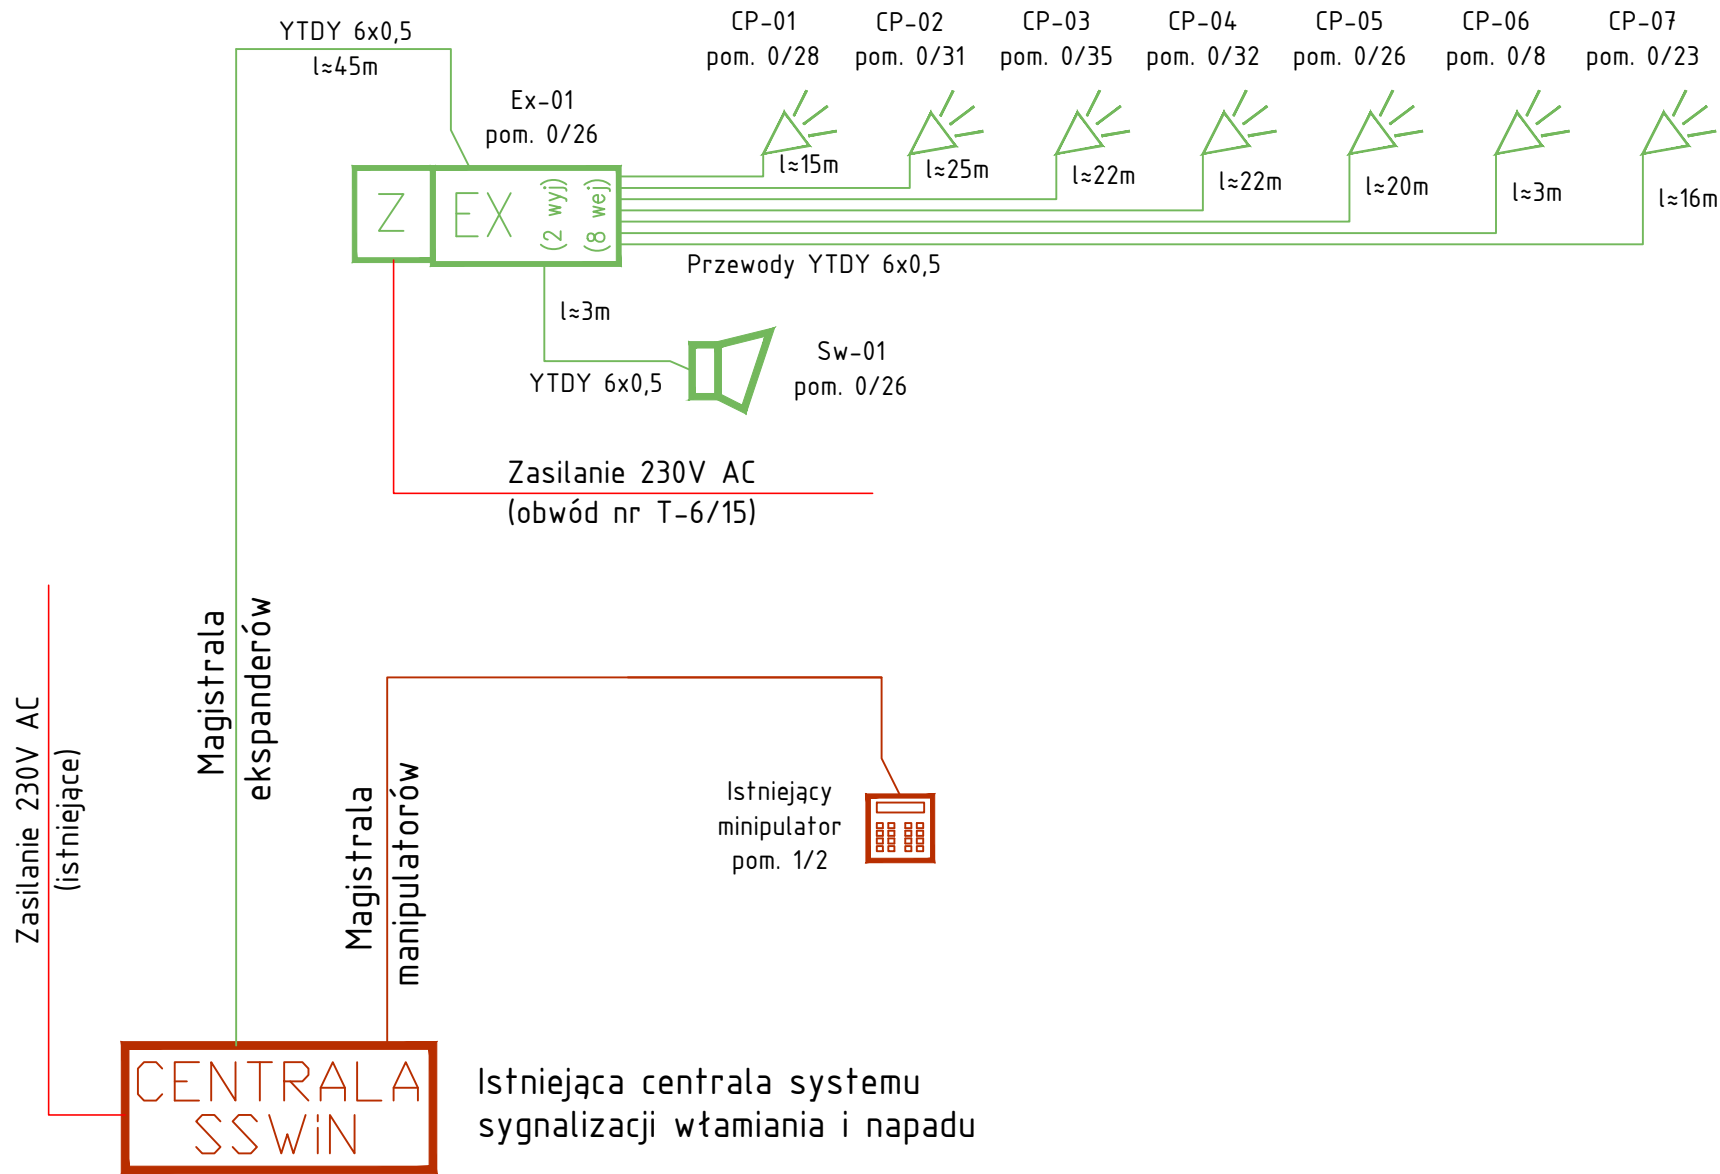 YTDY 6x0,5
l≈45m
Ex-01
pom. 0/26
CP-01
pom. 0/28
CP-02
pom. 0/31
CP-03
pom. 0/35
CP-04
pom. 0/32
CP-05
pom. 0/26
CP-06
pom. 0/8
CP-07
pom. 0/23
l≈15m
l≈25m
l≈22m
l≈22m
l≈20m
l≈3m
l≈16m
Z
EX
(2 wyj)
(8 wej)
Przewody YTDY 6x0,5
l≈3m
YTDY 6x0,5
Sw-01
pom. 0/26
Zasilanie 230V AC
(obwód nr T-6/15)
Magistrala
ekspanderów
Zasilanie 230V AC
(istniejące)
Magistrala
manipulatorów
Istniejący
minipulator
pom. 1/2
CENTRALA
SSWiN
Istniejąca centrala systemu
sygnalizacji włamania i napadu